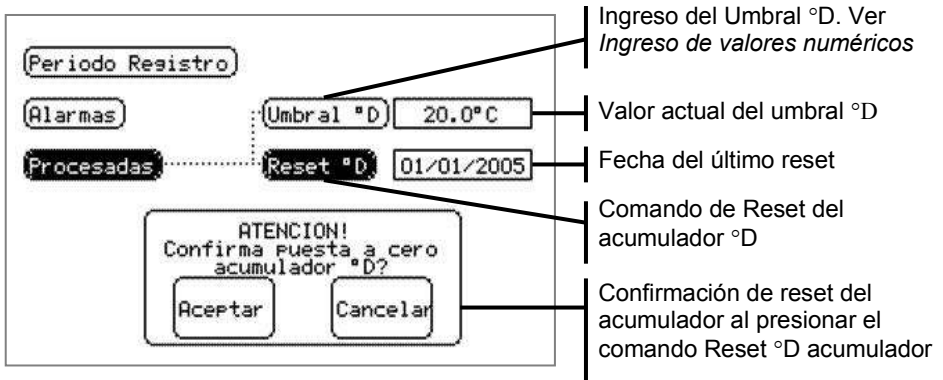 Periodo Registro
Alarmas
Umbral °D
20.0°C
Procesadas
Reset °D
01/01/2005
ATENCION!
Confirma puesta a cero
acumulador °D?
Aceptar
Cancelar
Ingreso del Umbral °D. Ver
Ingreso de valores numéricos
Valor actual del umbral °D
Fecha del último reset
Comando de Reset del
acumulador °D
Confirmación de reset del
acumulador al presionar el
comando Reset °D acumulador